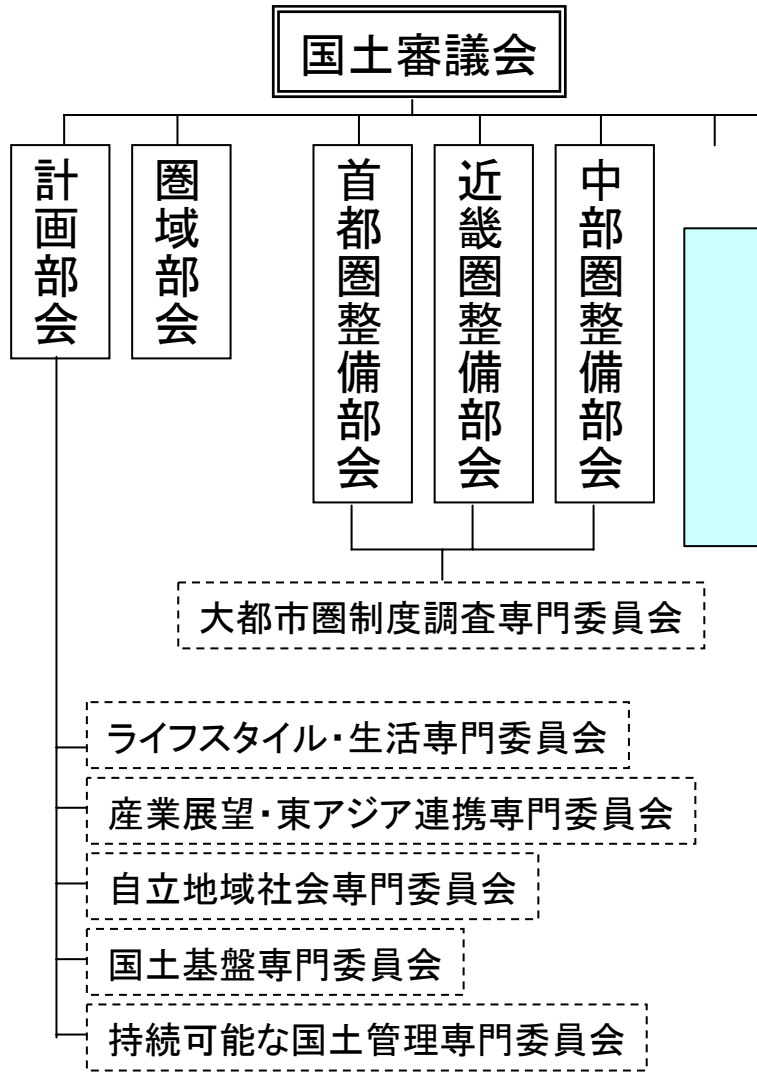 国土審議会
計画部会
圏域部会
首都圏整備部会
近畿圏整備部会
中部圏整備部会
大都市圏制度調査専門委員会
ライフスタイル・生活専門委員会
産業展望・東アジア連携専門委員会
自立地域社会専門委員会
国土基盤専門委員会
持続可能な国土管理専門委員会